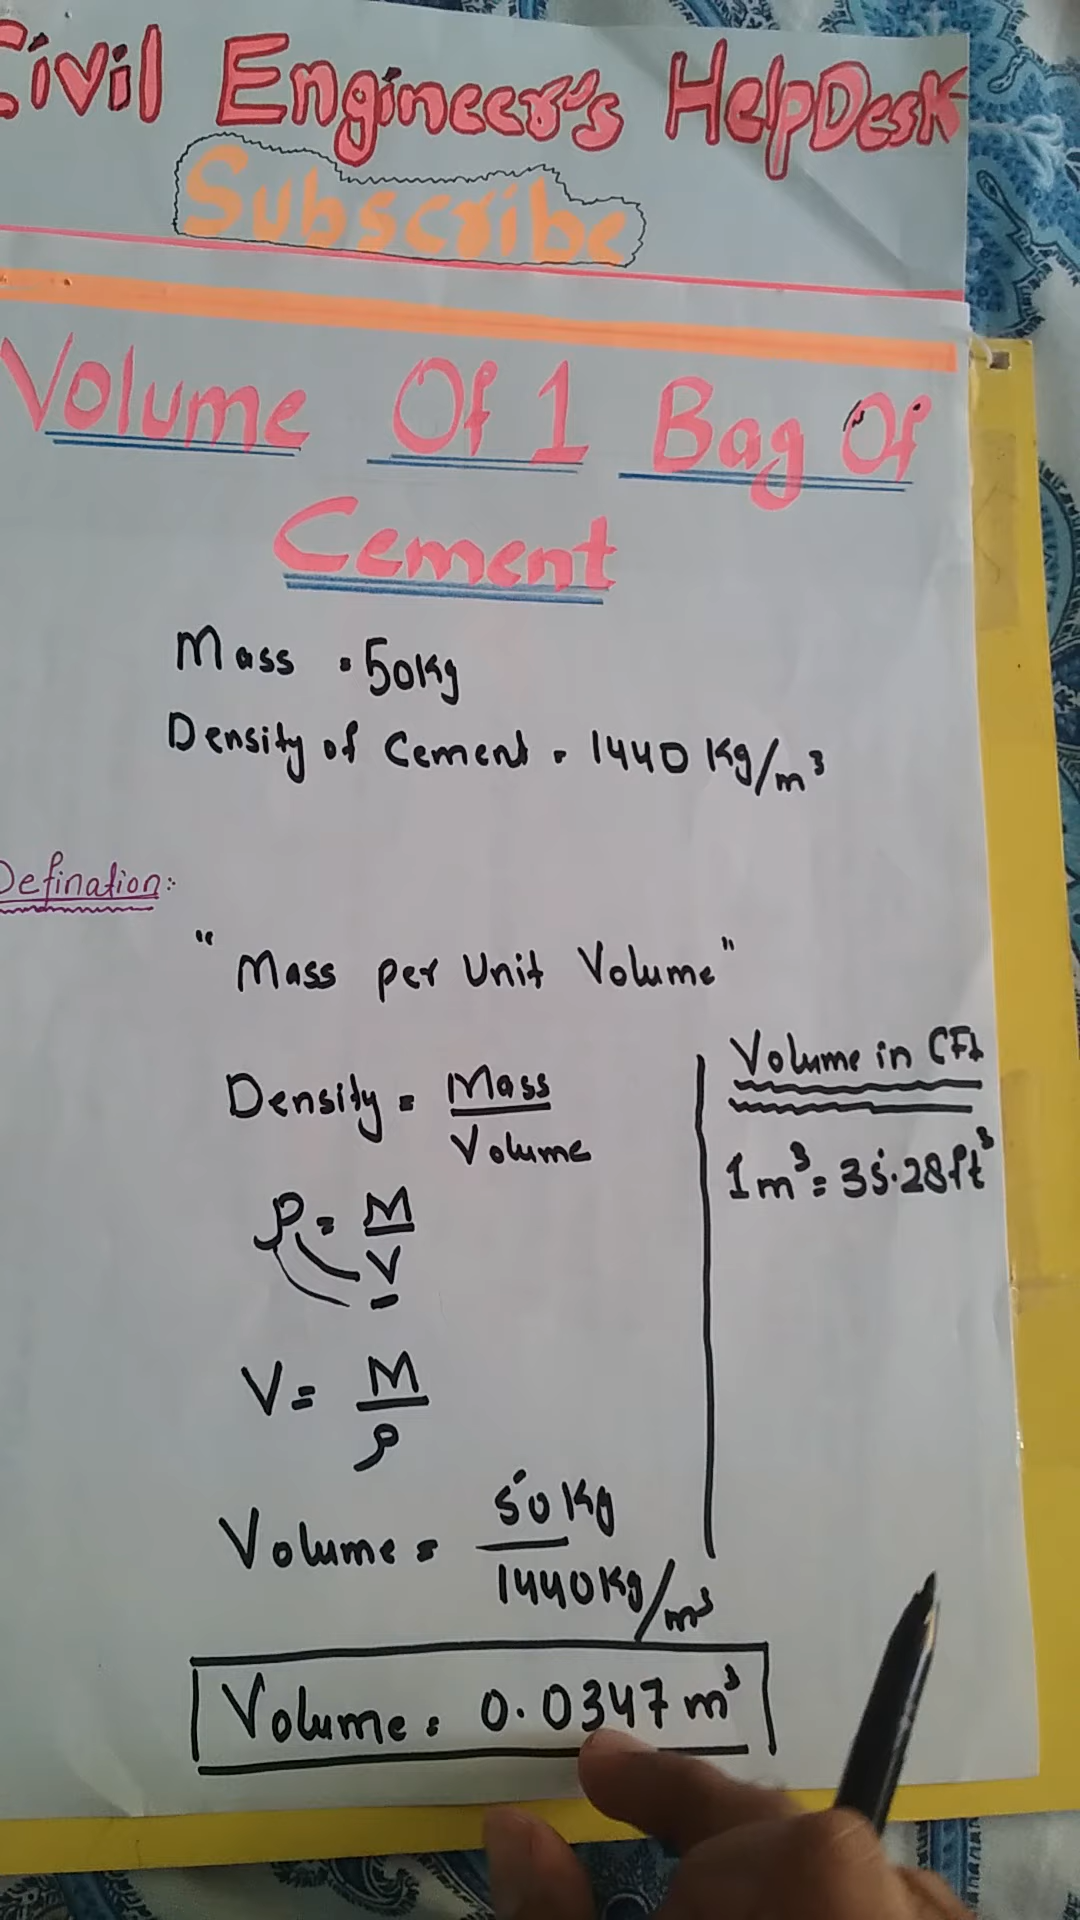 Civil Engineer's HelpDesk
Subscribe
Volume Of 1 Bag Of
Cement
Mass = 50Kg
Density of Cement = 1440 Kg/m³
Defination:
"Mass per Unit Volume"
Density = Mass/Volume
ρ = M/V
V = M/ρ
Volume = 50Kg/1440Kg/m³
Volume = 0.0347 m³
Volume in CFt
1m³ = 35.28ft³